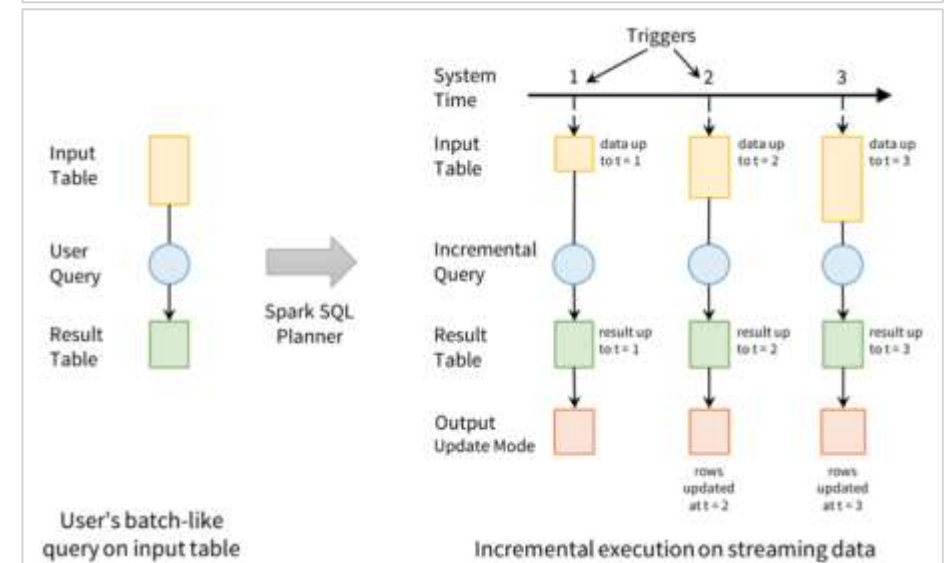 Triggers
System
Time
1
2
3
Input
Table
data up
to t = 1
data up
to t = 2
data up
to t = 3
Input
Table
User
Query
Incremental
Query
Spark SQL
Planner
Result
Table
Result
Table
result up
to t = 1
result up
to t = 2
result up
to t = 3
Output
Update Mode
rows
updated
at t = 2
rows
updated
at t = 3
User's batch-like
query on input table
Incremental execution on streaming data